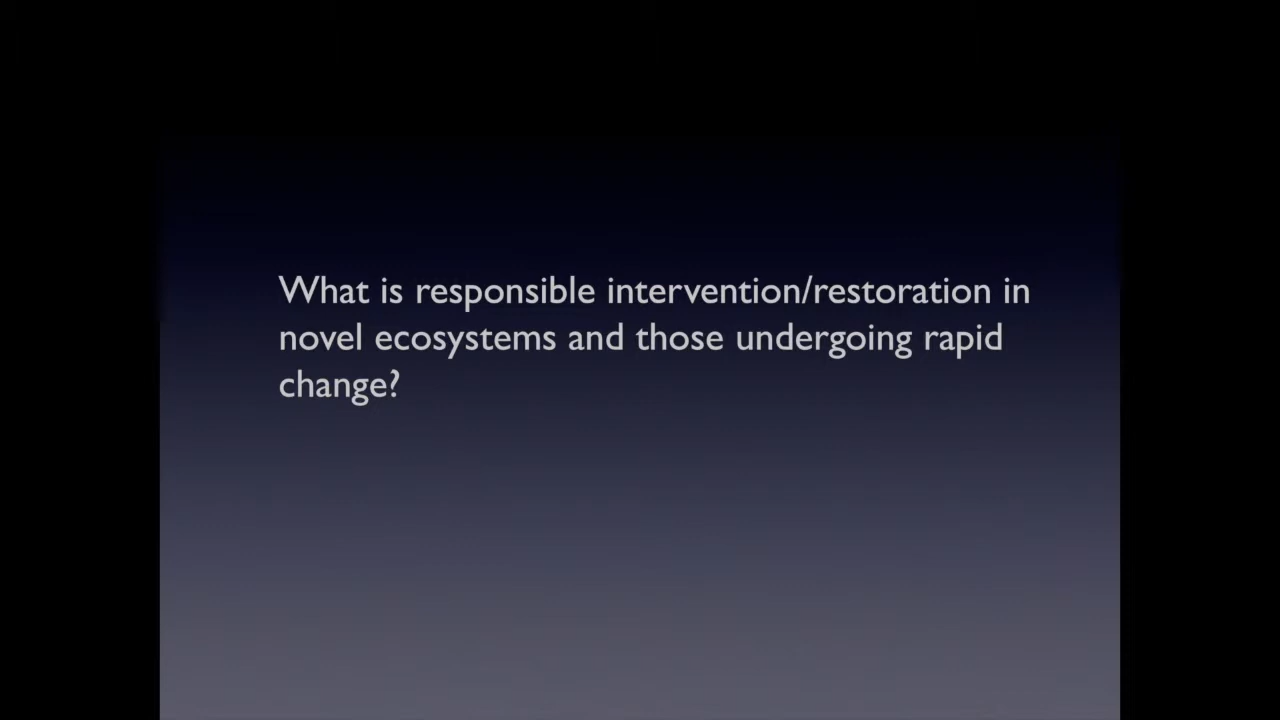 What is responsible intervention/restoration in
novel ecosystems and those undergoing rapid
change?